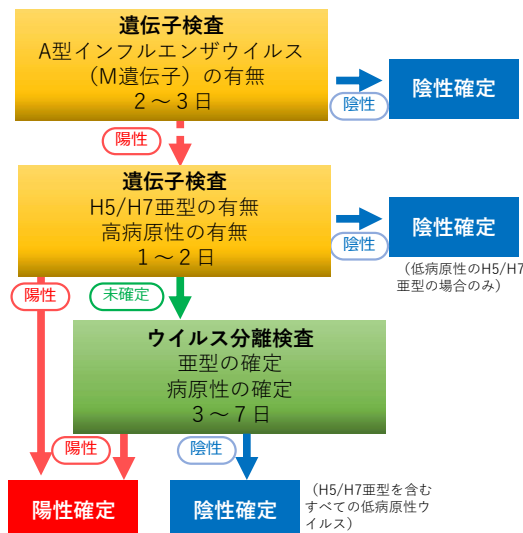 遺伝子検査
A型インフルエンザウイルス
（M遺伝子）の有無
２～３日
陰性
陰性確定
陽性
遺伝子検査
H5/H7亜型の有無
高病原性の有無
１～２日
陰性
陰性確定
（低病原性のH5/H7
亜型の場合のみ）
陽性
未確定
ウイルス分離検査
亜型の確定
病原性の確定
３～７日
陽性
陰性
陽性確定
陰性確定
（H5/H7亜型を含む
すべての低病原性ウ
イルス）